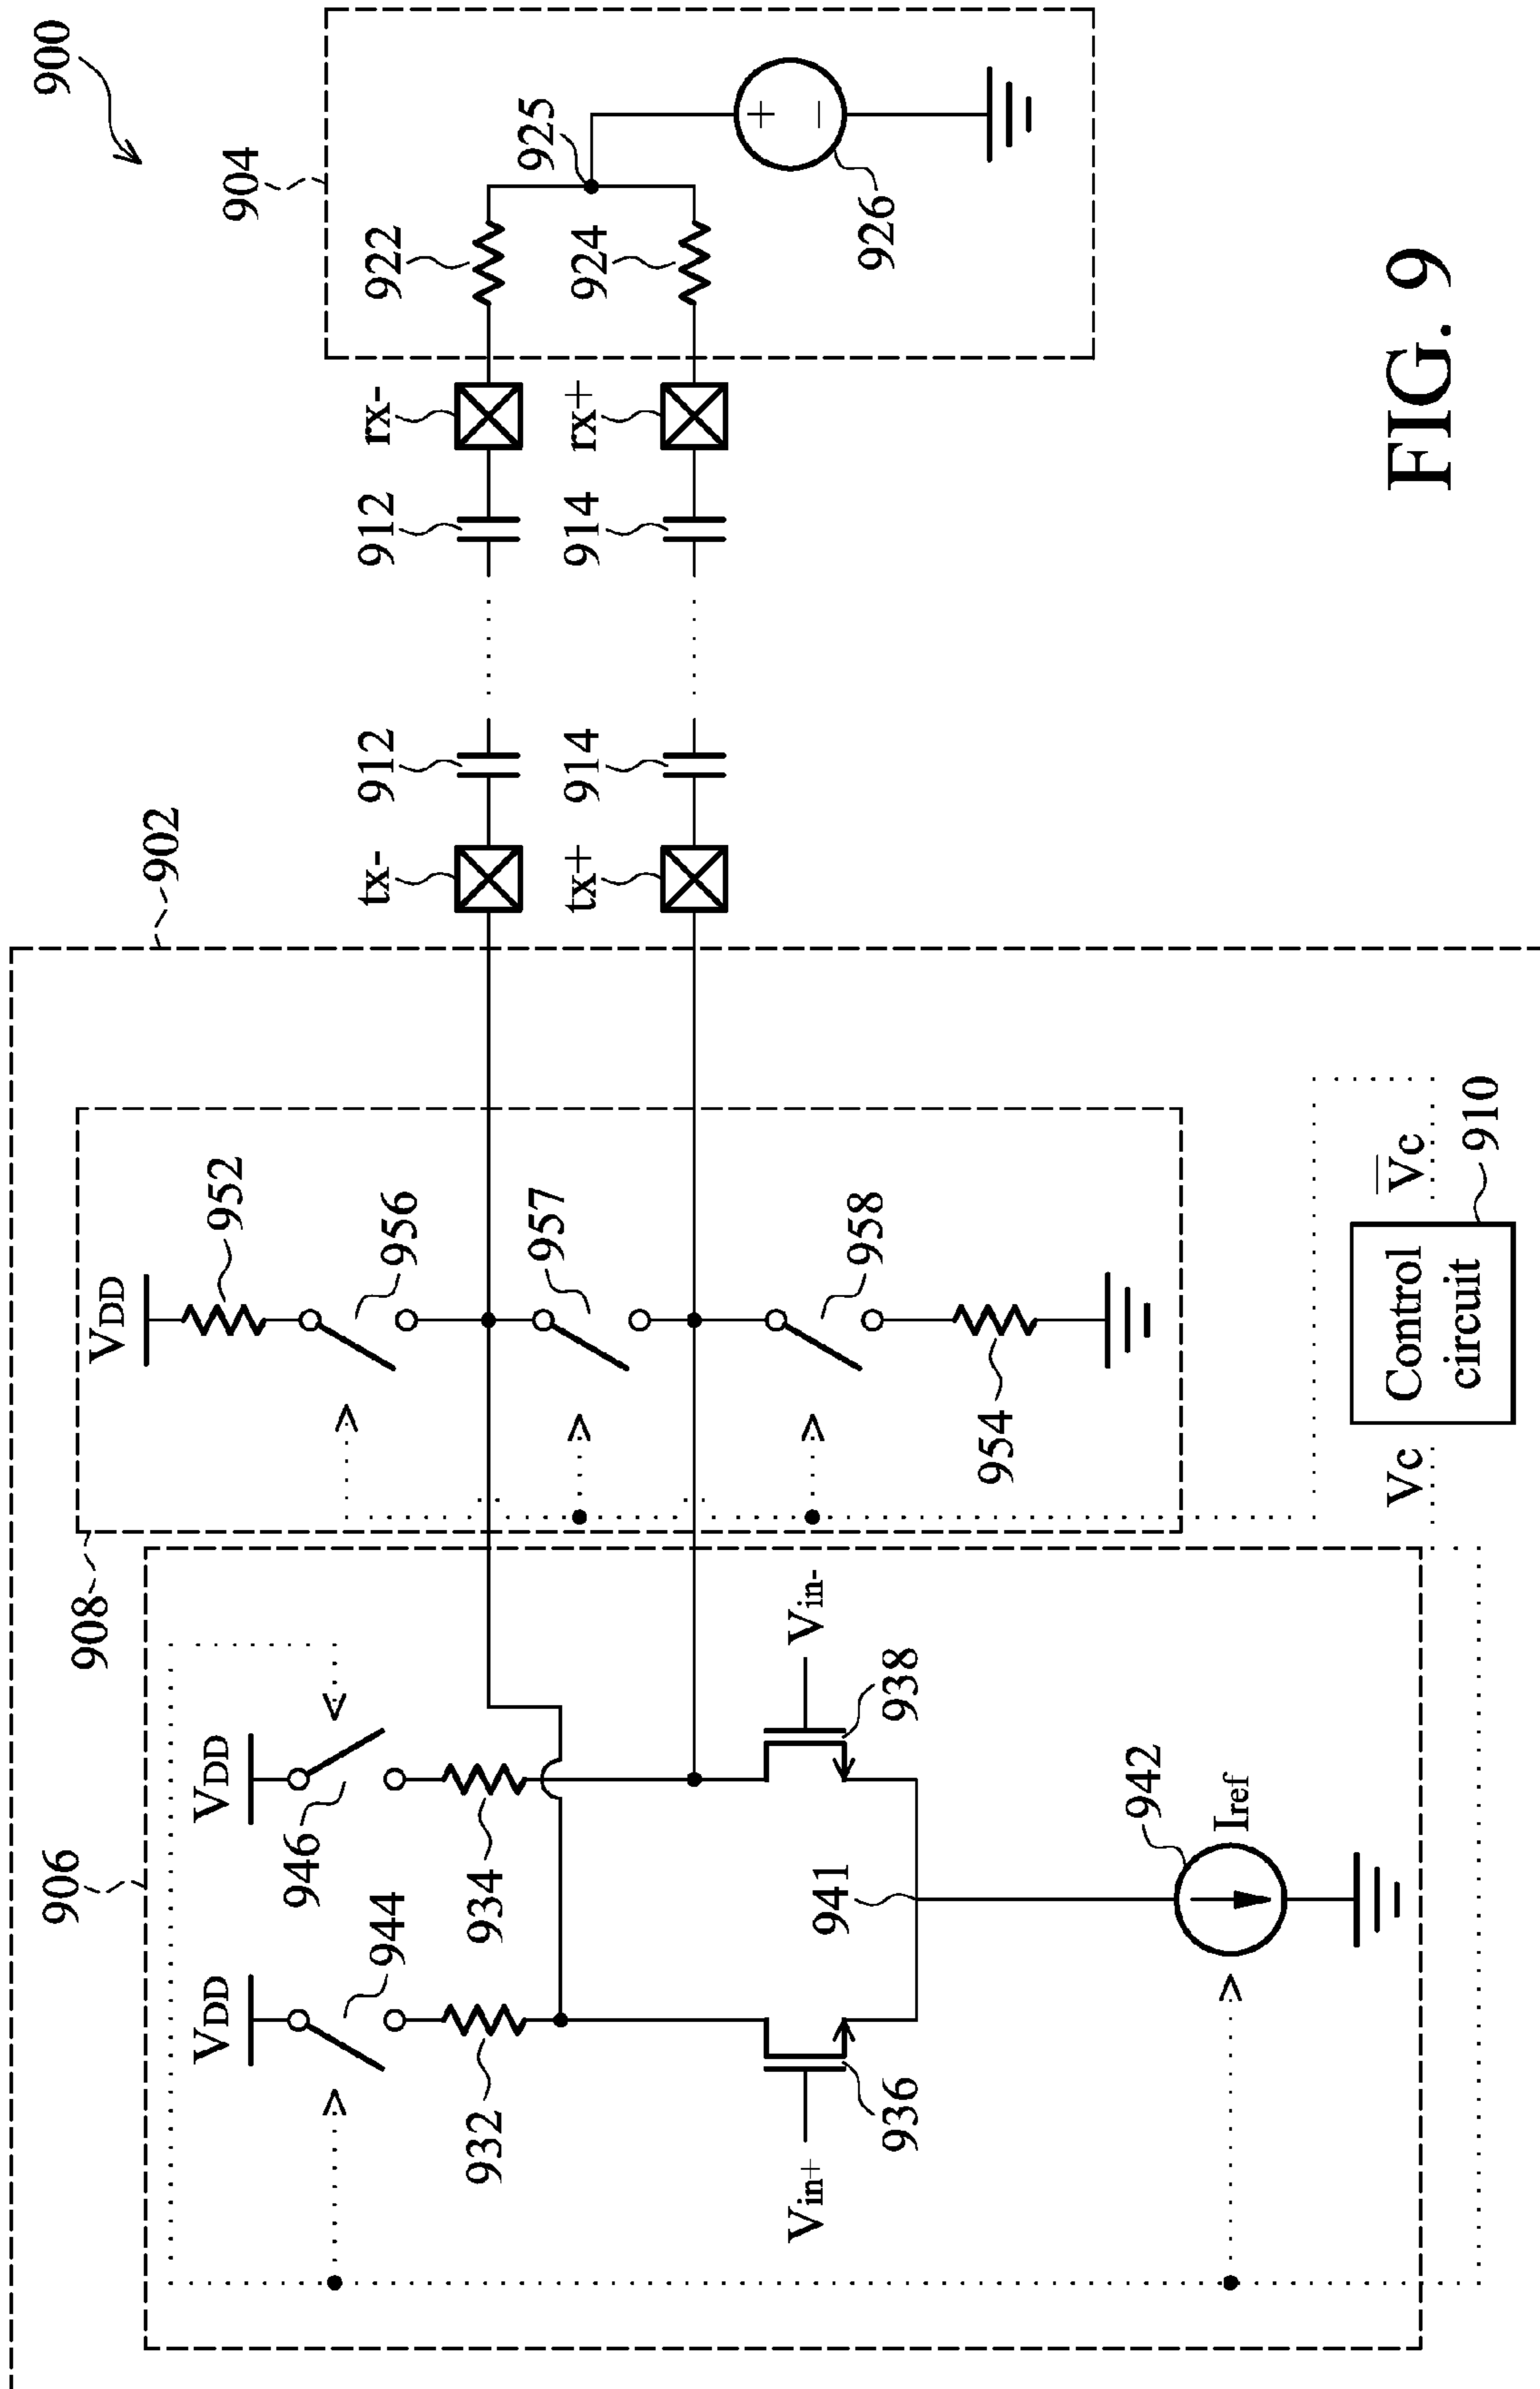 900
902
904
906
908
VDD
VDD
VDD
952
946
944
956
932
934
957
958
954
tx-
tx+
912
914
912
914
rx-
rx+
922
924
925
926
Vin+
936
Vin-
938
941
942
Iref
Vc
V̅c
Control
circuit
910
FIG. 9